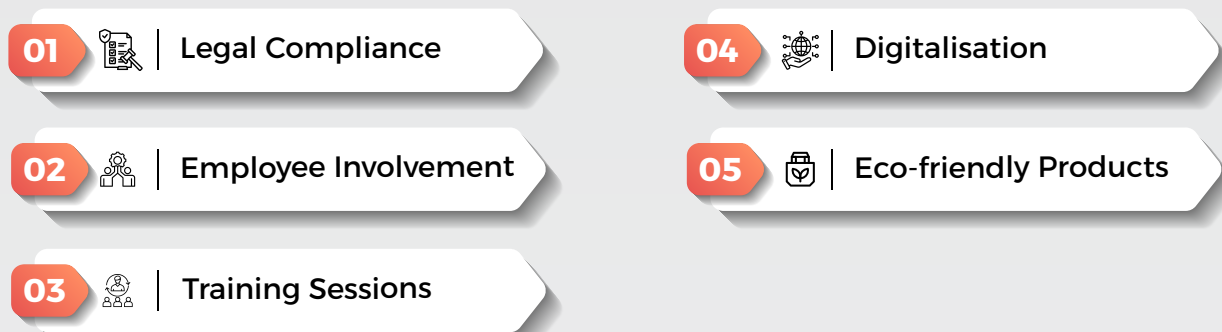 01 Legal Compliance
02 Employee Involvement
03 Training Sessions
04 Digitalisation
05 Eco-friendly Products